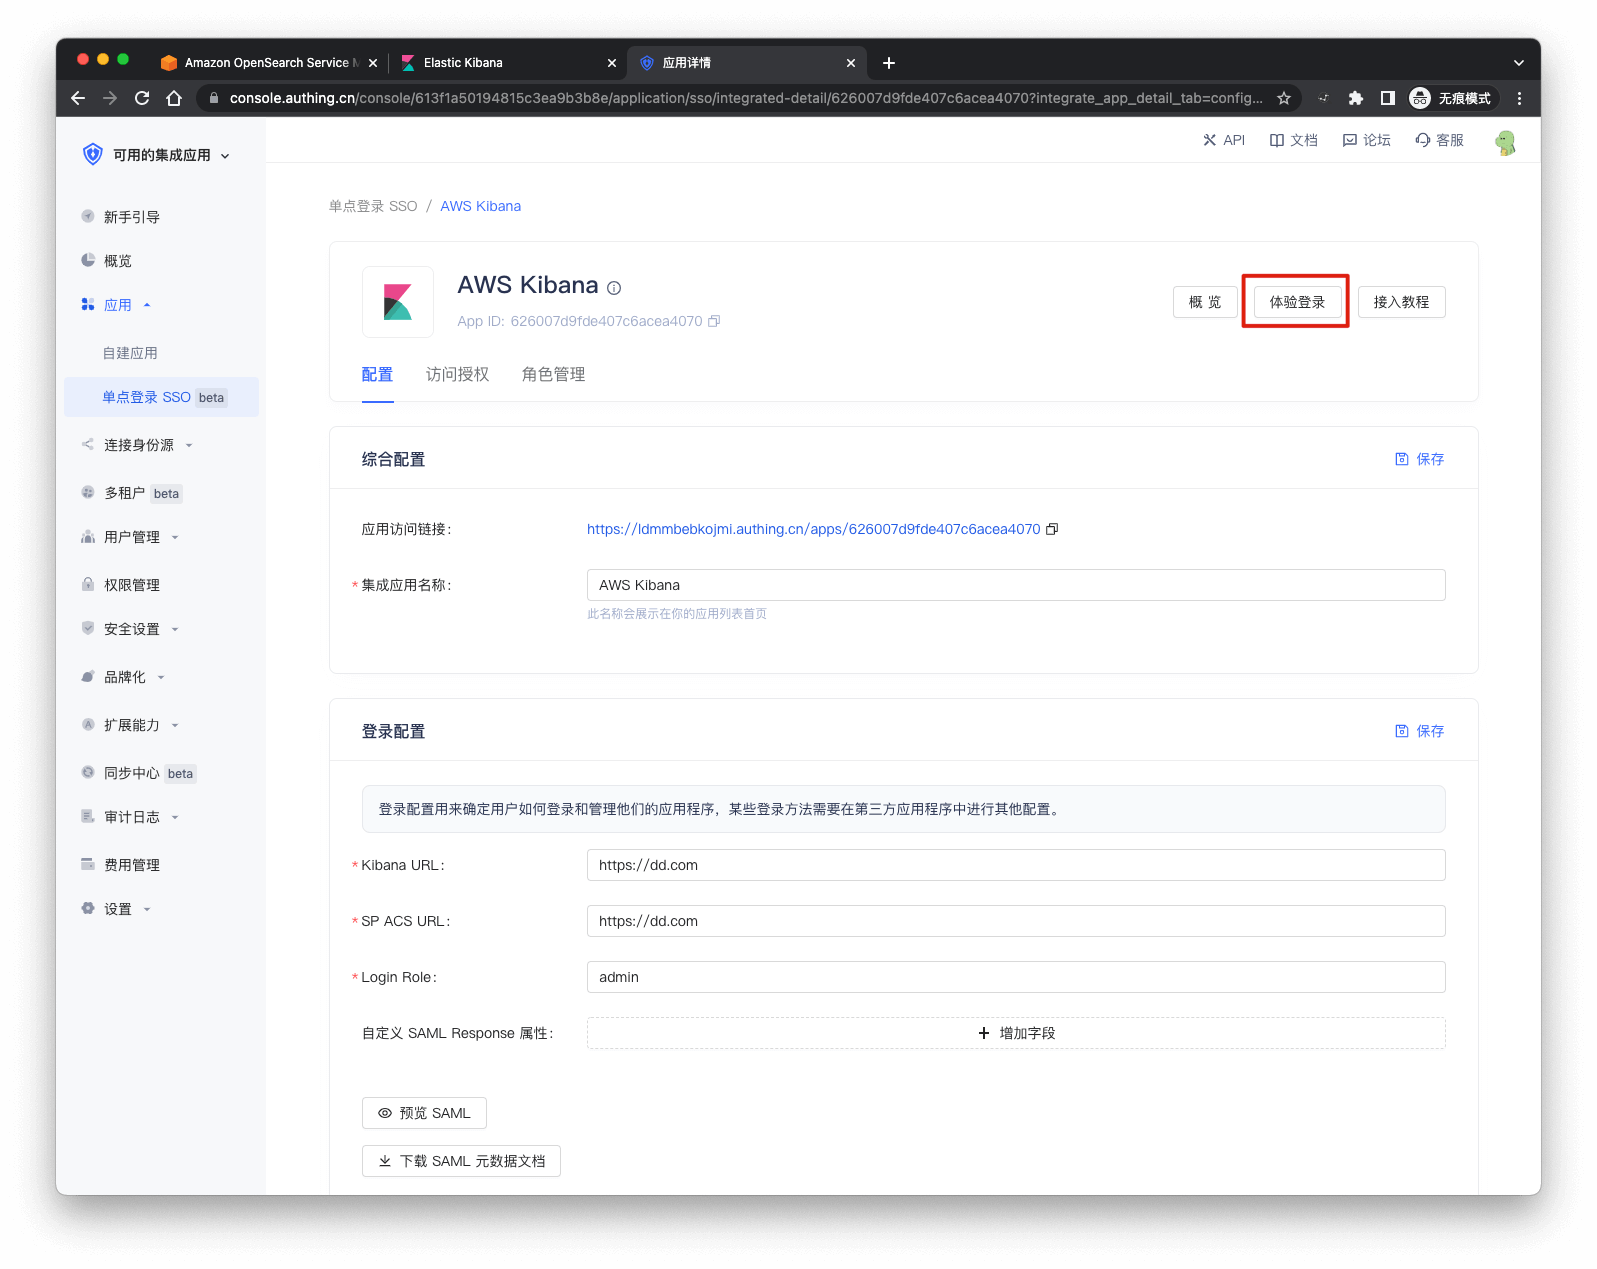 Amazon OpenSearch Service M
Elastic Kibana
应用详情
console.authing.cn/console/613f1a50194815c3ea9b3b8e/application/sso/integrated-detail/626007d9fde407c6acea4070?integrate_app_detail_tab=config...
无痕模式
可用的集成应用
API
文档
论坛
客服
新手引导
概览
应用
自建应用
单点登录 SSO beta
连接身份源
多租户 beta
用户管理
权限管理
安全设置
品牌化
扩展能力
同步中心 beta
审计日志
费用管理
设置
单点登录 SSO / AWS Kibana
AWS Kibana
App ID: 626007d9fde407c6acea4070
概 览
体验登录
接入教程
配置
访问授权
角色管理
综合配置
保存
应用访问链接：
https://ldmmbebkojmi.authing.cn/apps/626007d9fde407c6acea4070
* 集成应用名称：
AWS Kibana
此名称会展示在你的应用列表首页
登录配置
保存
登录配置用来确定用户如何登录和管理他们的应用程序，某些登录方法需要在第三方应用程序中进行其他配置。
* Kibana URL：
https://dd.com
* SP ACS URL：
https://dd.com
* Login Role：
admin
自定义 SAML Response 属性：
+ 增加字段
预览 SAML
下载 SAML 元数据文档